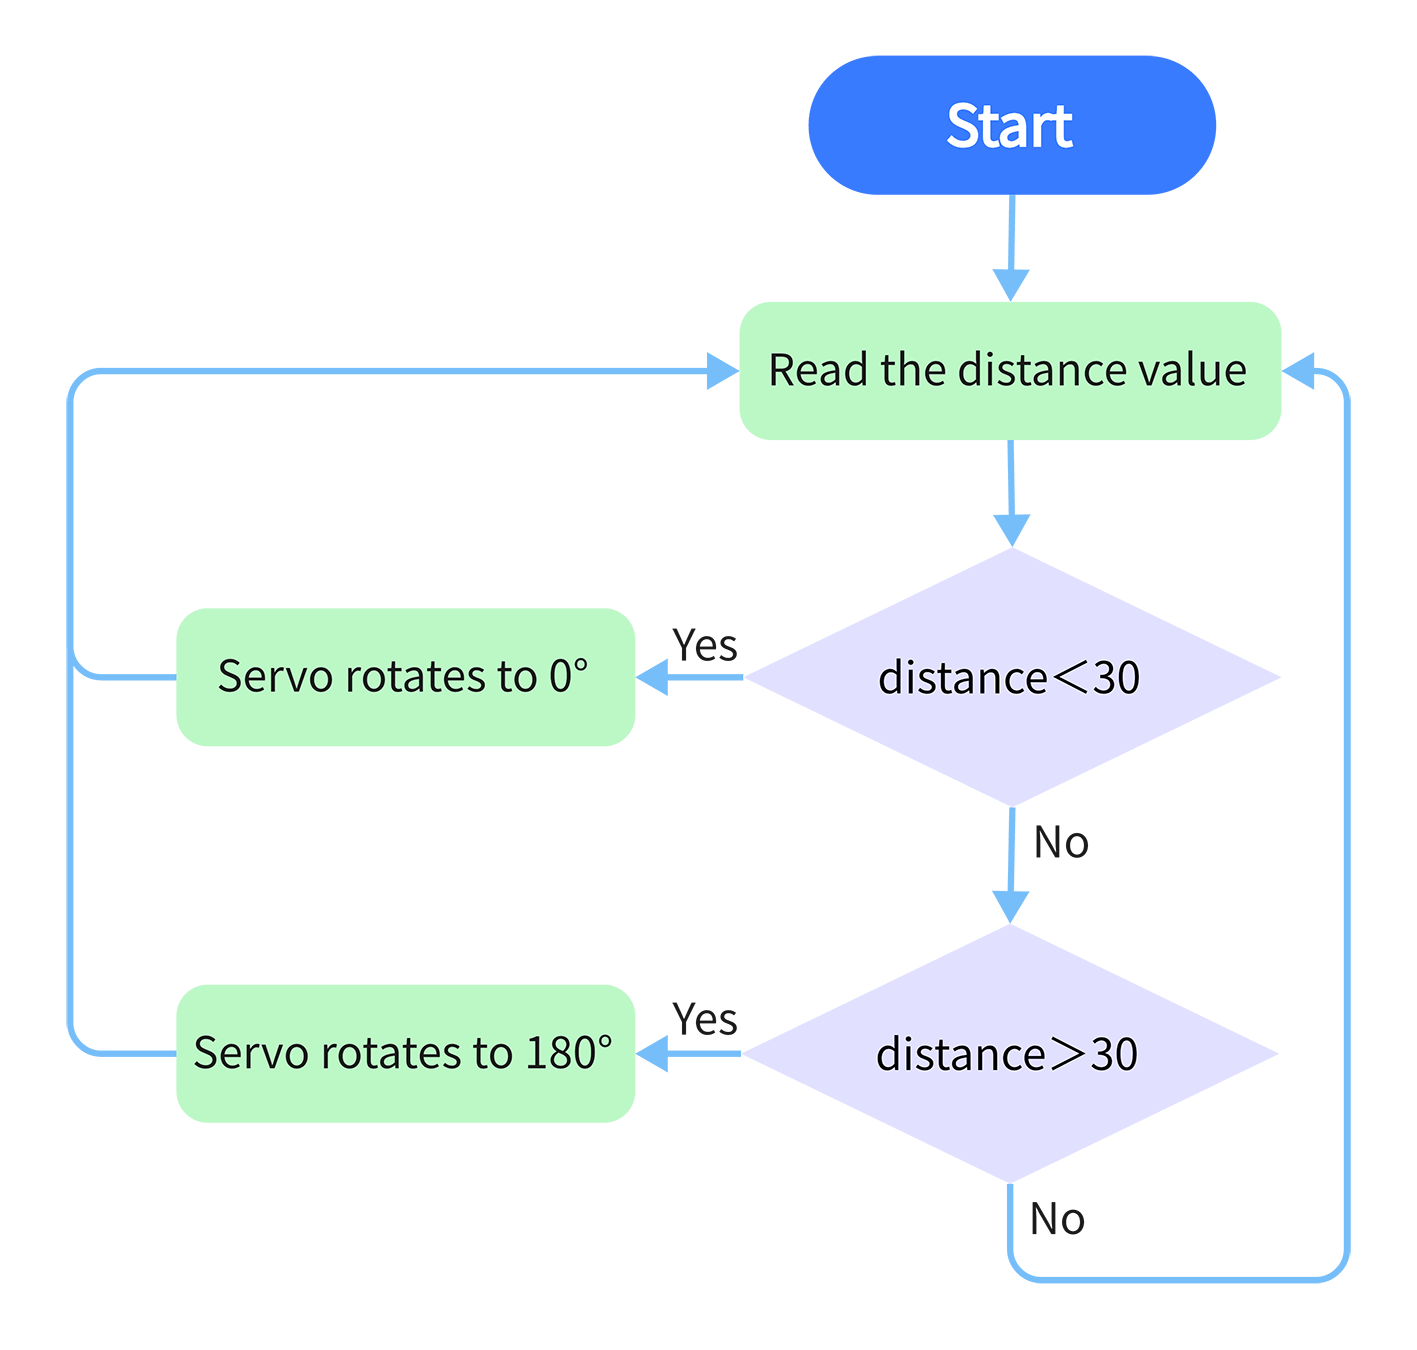 Start
Read the distance value
Yes
Servo rotates to 0°
distance＜30
No
Yes
Servo rotates to 180°
distance＞30
No